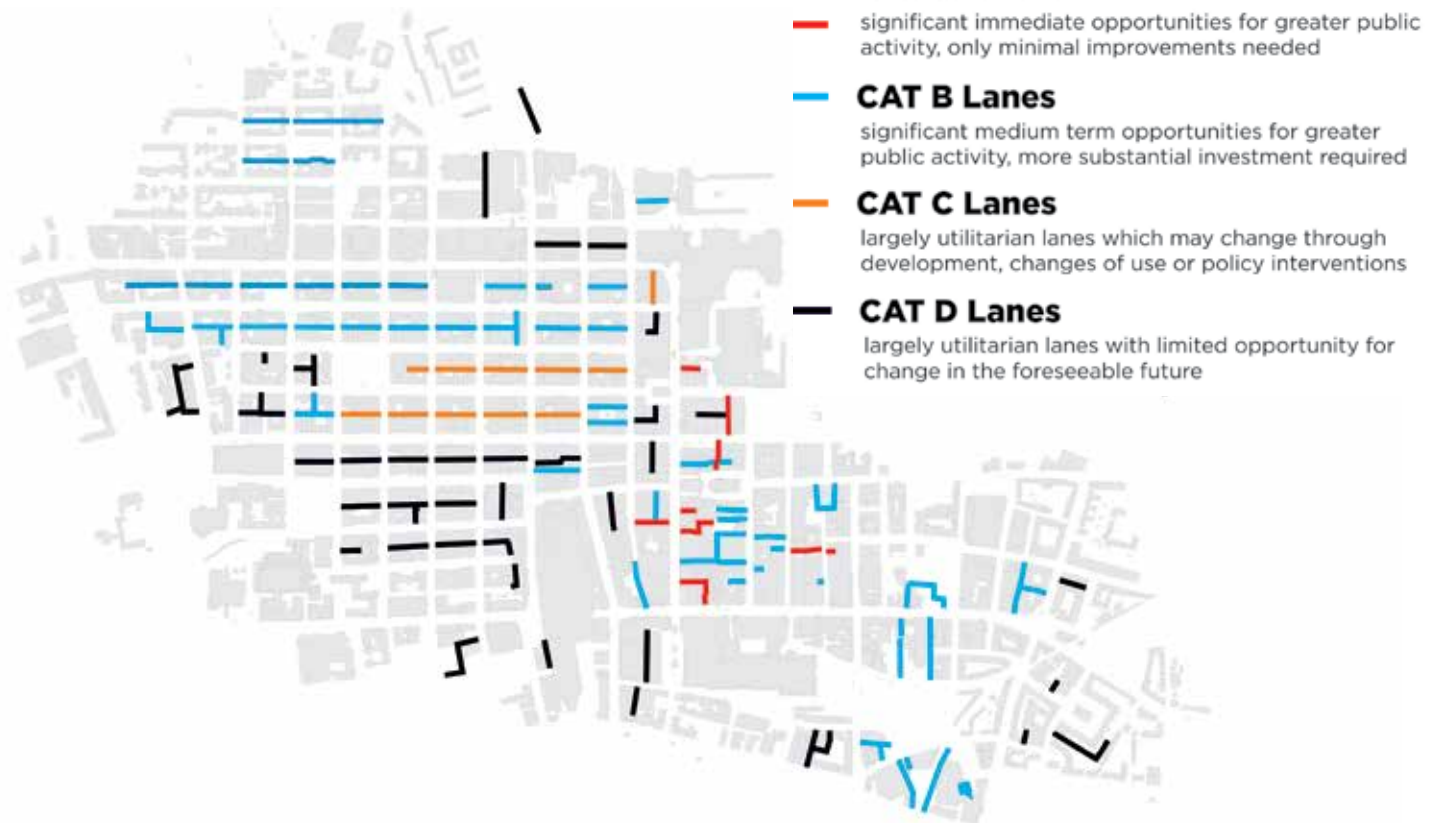 significant immediate opportunities for greater public
activity, only minimal improvements needed
CAT B Lanes
significant medium term opportunities for greater
public activity, more substantial investment required
CAT C Lanes
largely utilitarian lanes which may change through
development, changes of use or policy interventions
CAT D Lanes
largely utilitarian lanes with limited opportunity for
change in the foreseeable future